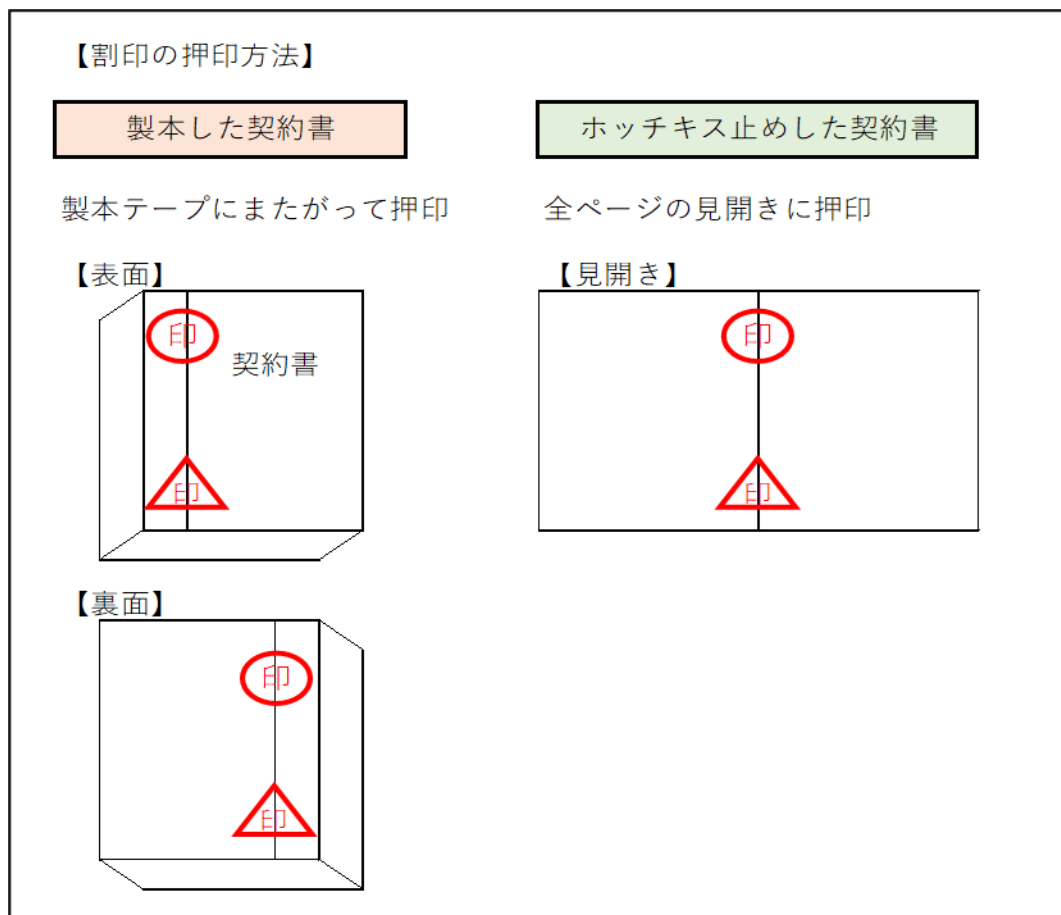 【割印の押印方法】
製本した契約書
製本テープにまたがって押印
【表面】
印
契約書
印
【裏面】
印
印
ホッチキス止めした契約書
全ページの見開きに押印
【見開き】
印
印